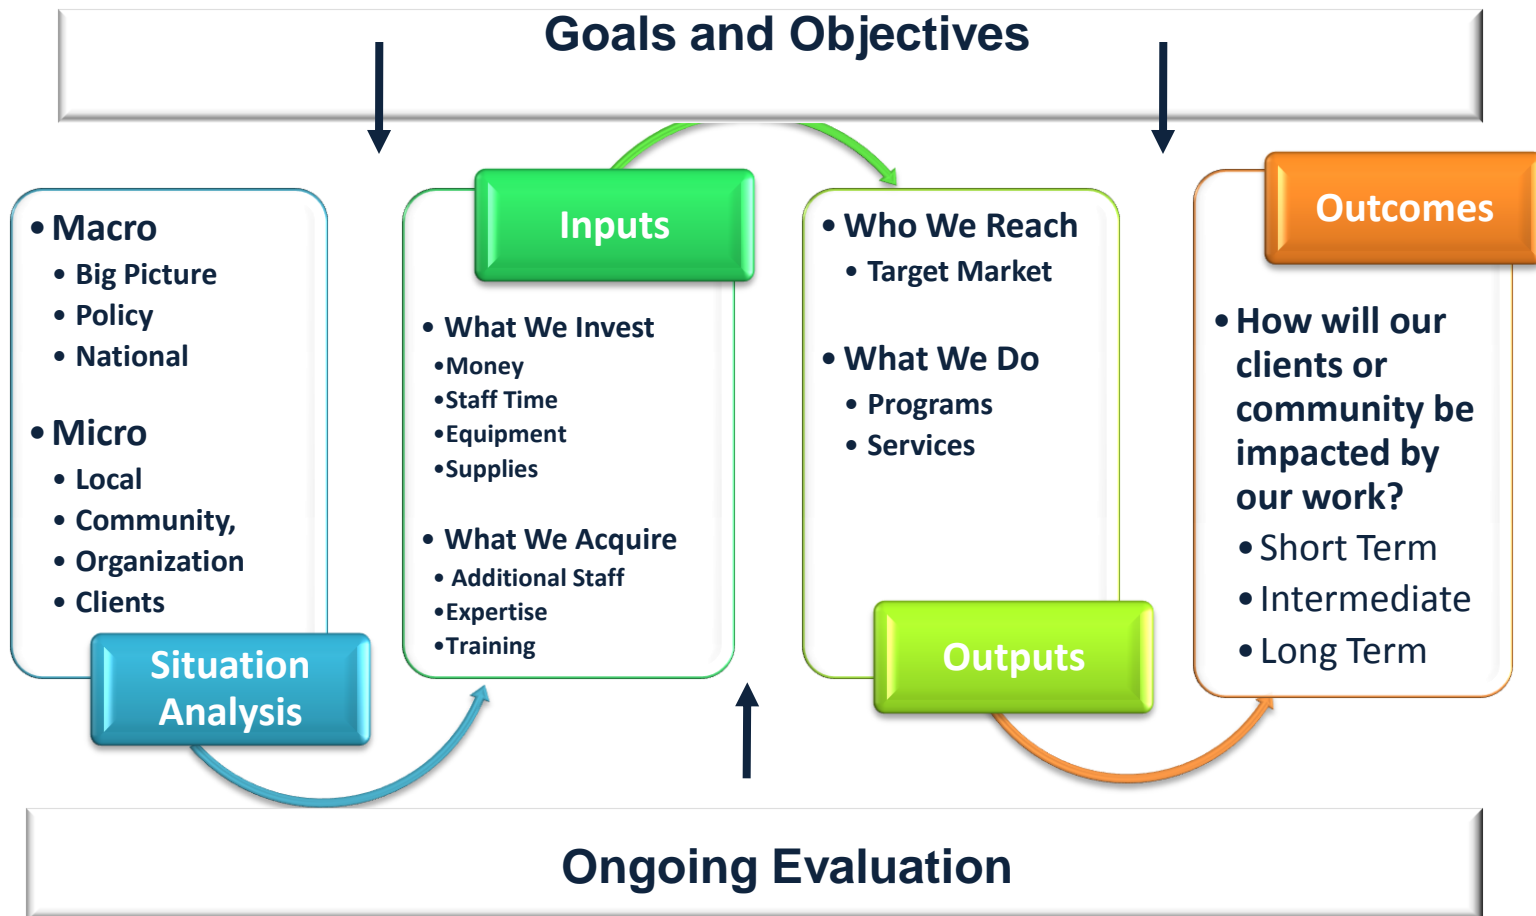 Goals and Objectives
• Macro
• Big Picture
• Policy
• National
• Micro
• Local
• Community,
• Organization
• Clients
Situation
Analysis
Inputs
• What We Invest
•Money
•Staff Time
•Equipment
•Supplies
• What We Acquire
• Additional Staff
•Expertise
•Training
• Who We Reach
• Target Market
• What We Do
• Programs
• Services
Outputs
Outcomes
• How will our
clients or
community be
impacted by
our work?
• Short Term
• Intermediate
• Long Term
Ongoing Evaluation